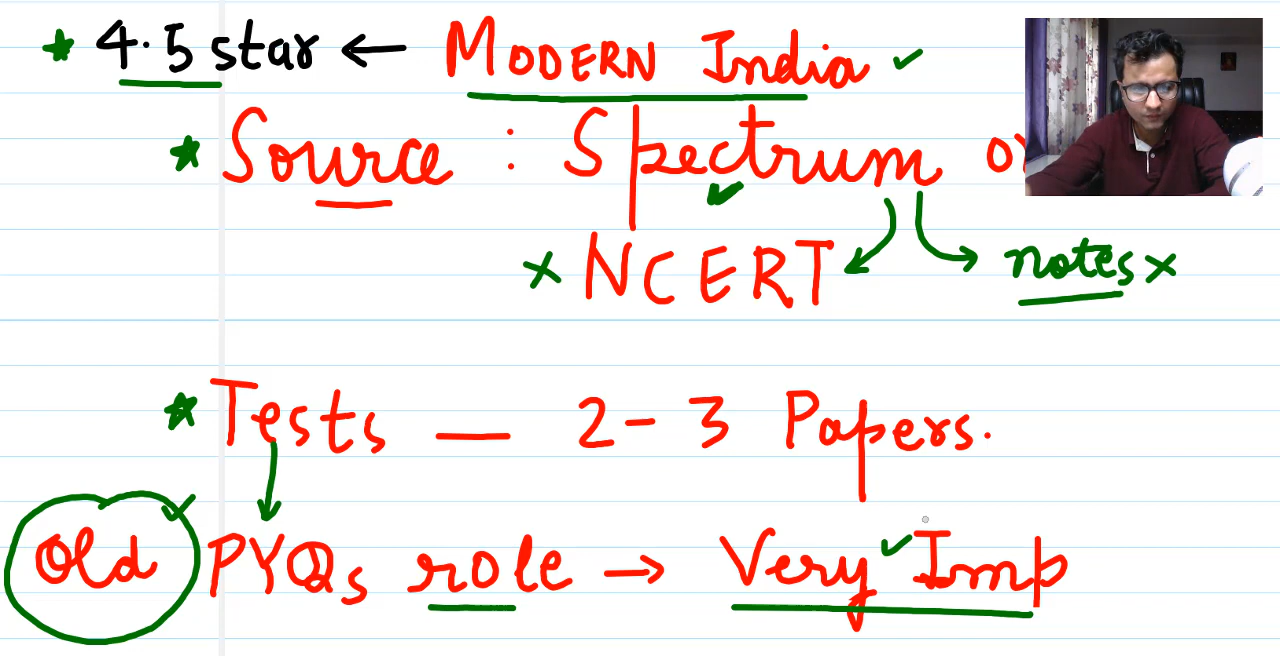 ★ 4.5 star ← MODERN India ✓
★ Source : Spectrum
× NCERT notes ×
★ Tests — 2-3 Papers.
Old PYQs role → Very Imp